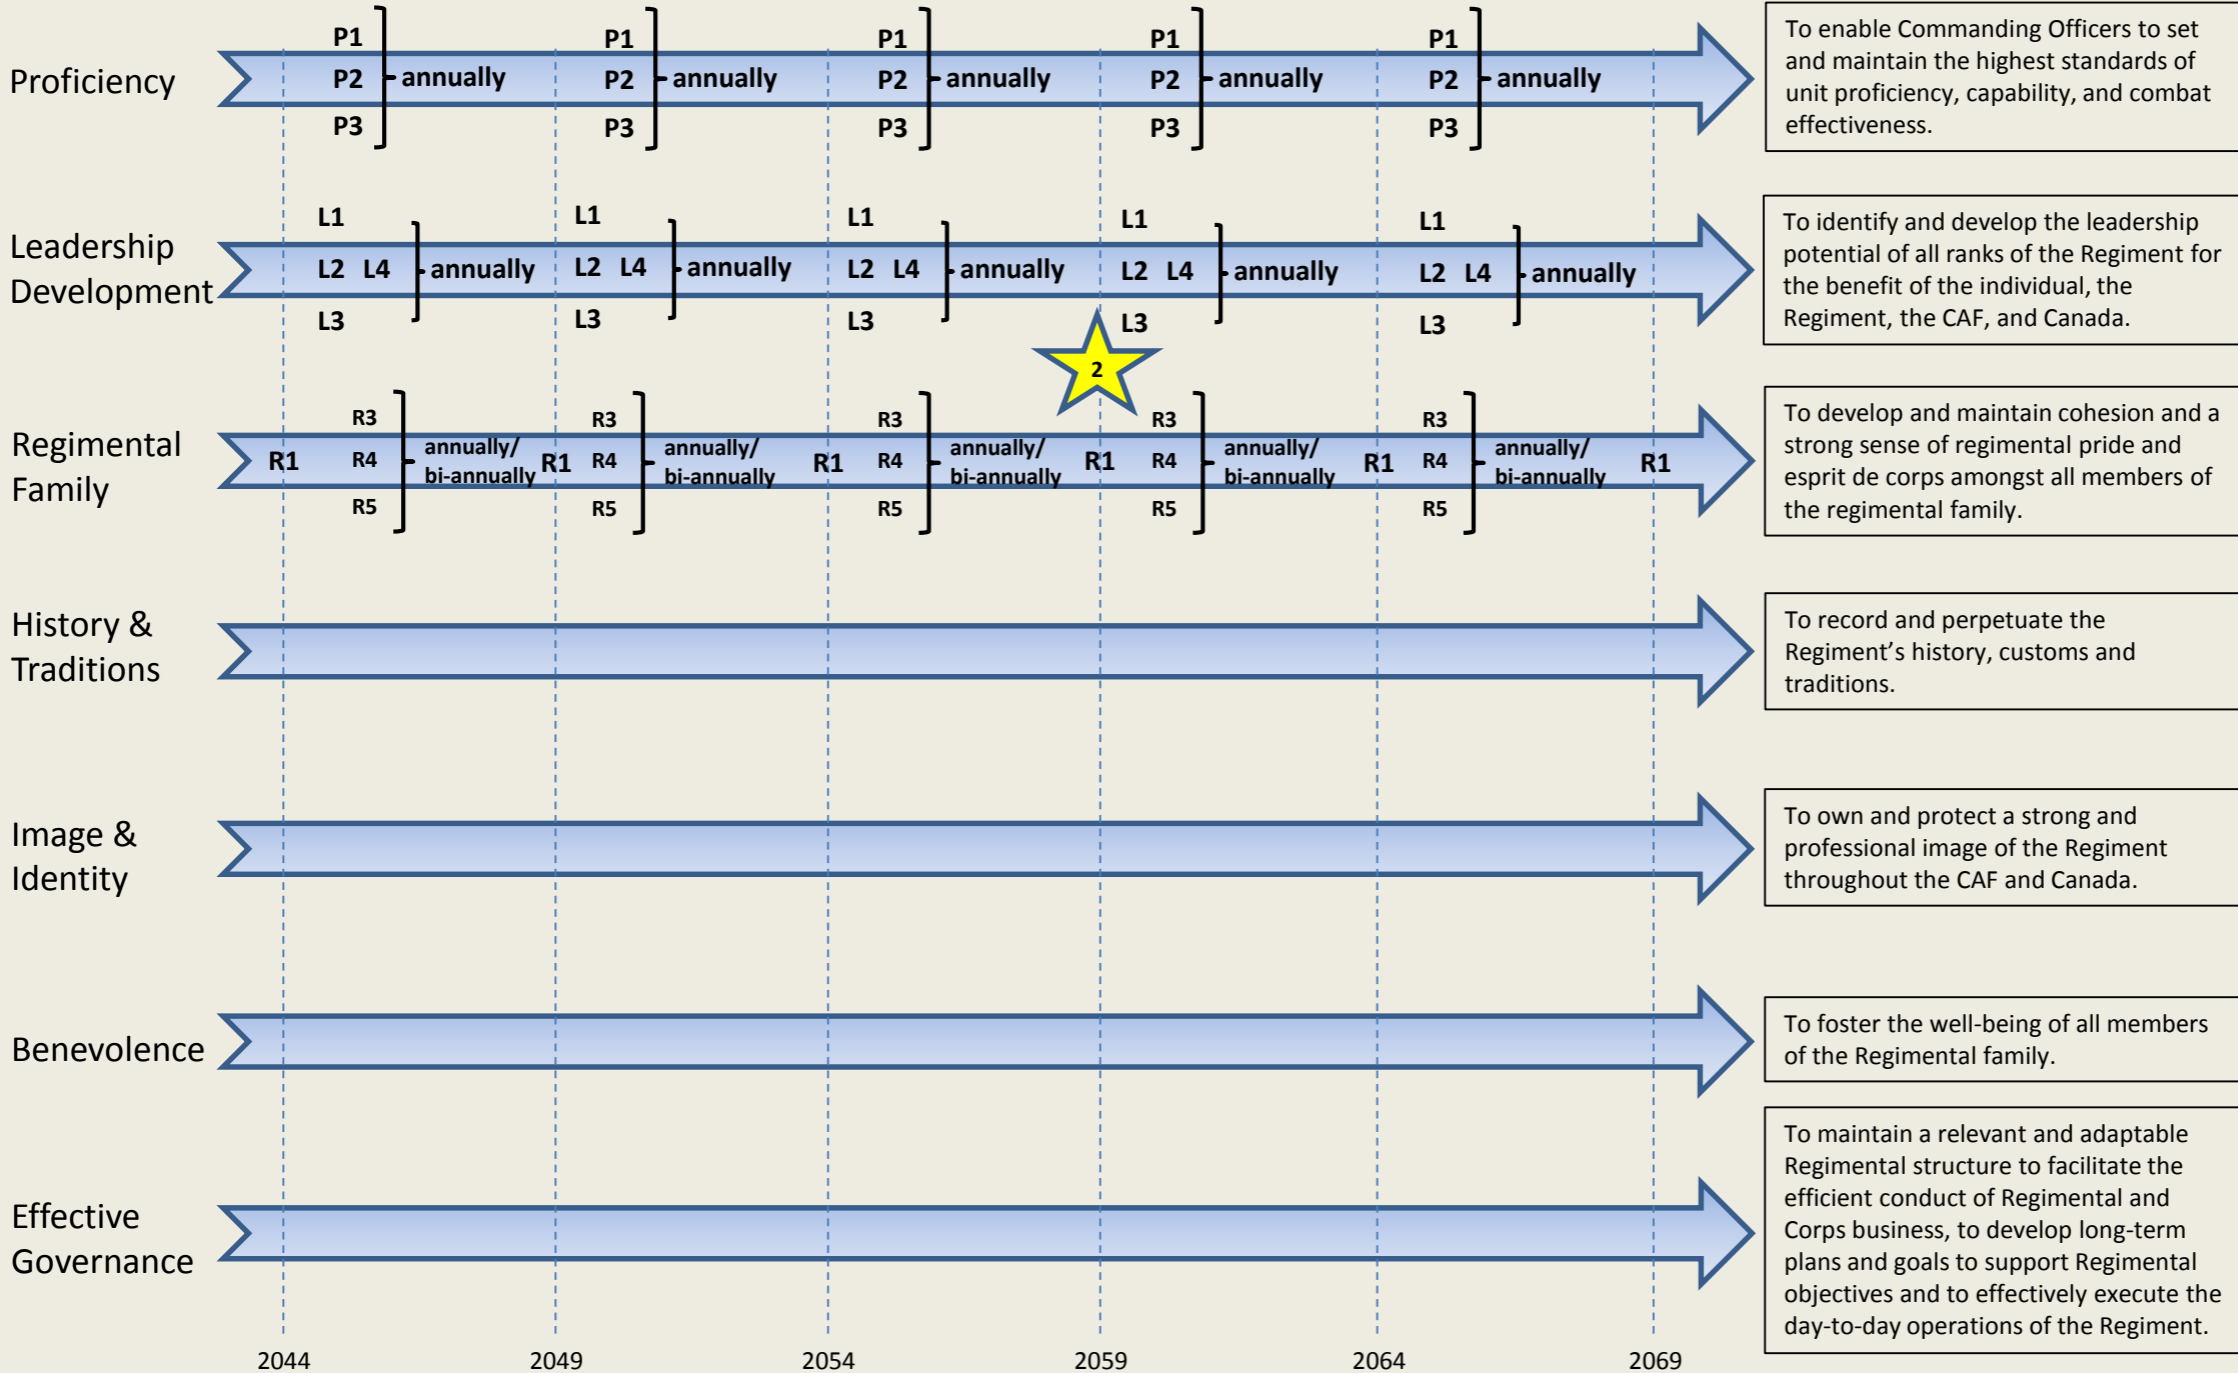 Proficiency
P1 P1 P1 P1 P1
P2 annually P2 annually P2 annually P2 annually P2 annually
P3 P3 P3 P3 P3
To enable Commanding Officers to set
and maintain the highest standards of
unit proficiency, capability, and combat
effectiveness.
Leadership
Development
L1 L1 L1 L1 L1
L2 L4 annually L2 L4 annually L2 L4 annually L2 L4 annually L2 L4 annually
L3 L3 L3 L3 L3
To identify and develop the leadership
potential of all ranks of the Regiment for
the benefit of the individual, the
Regiment, the CAF, and Canada.
2
Regimental
Family
R3 R3 R3 R3 R3
annually/ annually/ annually/ annually/ annually/
R1 R4 R1 R4 R1 R4 R1 R4 R1 R4 R1
bi-annually bi-annually bi-annually bi-annually bi-annually
R5 R5 R5 R5 R5
To develop and maintain cohesion and a
strong sense of regimental pride and
esprit de corps amongst all members of
the regimental family.
History &
Traditions
To record and perpetuate the
Regiment’s history, customs and
traditions.
Image &
Identity
To own and protect a strong and
professional image of the Regiment
throughout the CAF and Canada.
Benevolence
To foster the well-being of all members
of the Regimental family.
Effective
Governance
To maintain a relevant and adaptable
Regimental structure to facilitate the
efficient conduct of Regimental and
Corps business, to develop long-term
plans and goals to support Regimental
objectives and to effectively execute the
day-to-day operations of the Regiment.
2044 2049 2054 2059 2064 2069